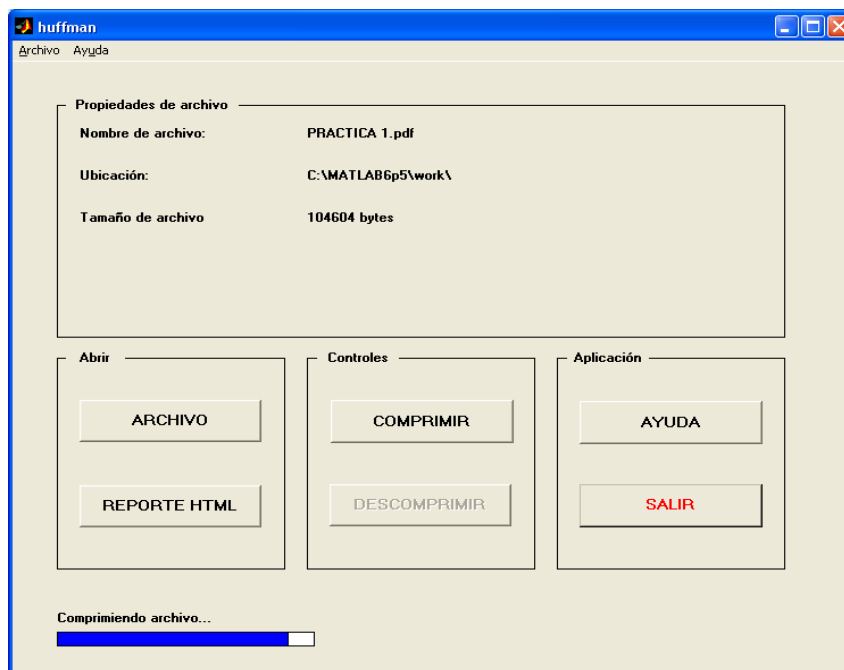 huffman
Archivo Ayuda
Propiedades de archivo
Nombre de archivo: PRACTICA 1.pdf
Ubicación: C:\MATLAB6p5\work\
Tamaño de archivo 104604 bytes
Abrir Controles Aplicación
ARCHIVO COMPRIMIR AYUDA
REPORTE HTML DESCOMPRIMIR SALIR
Comprimiendo archivo...